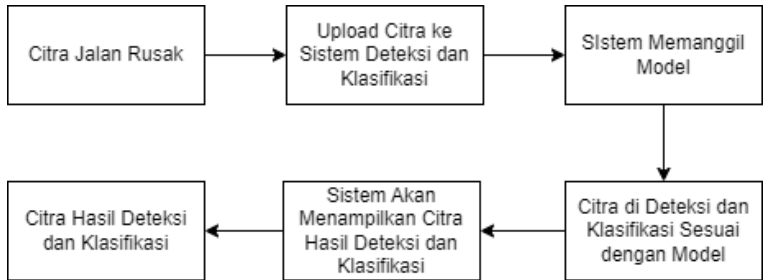 Citra Jalan Rusak
Upload Citra ke
Sistem Deteksi dan
Klasifikasi
SIstem Memanggil
Model
Citra di Deteksi dan
Klasifikasi Sesuai
dengan Model
Sistem Akan
Menampilkan Citra
Hasil Deteksi dan
Klasifikasi
Citra Hasil Deteksi
dan Klasifikasi